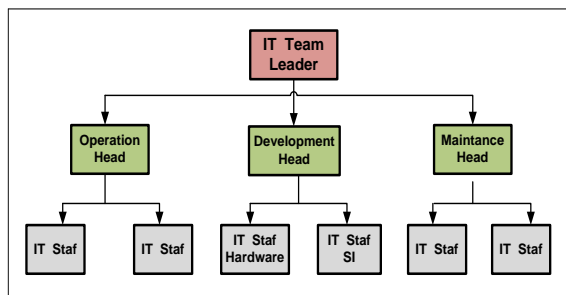 IT Team
Leader
Operation
Head
Development
Head
Maintance
Head
IT Staf
IT Staf
IT Staf
Hardware
IT Staf
SI
IT Staf
IT Staf